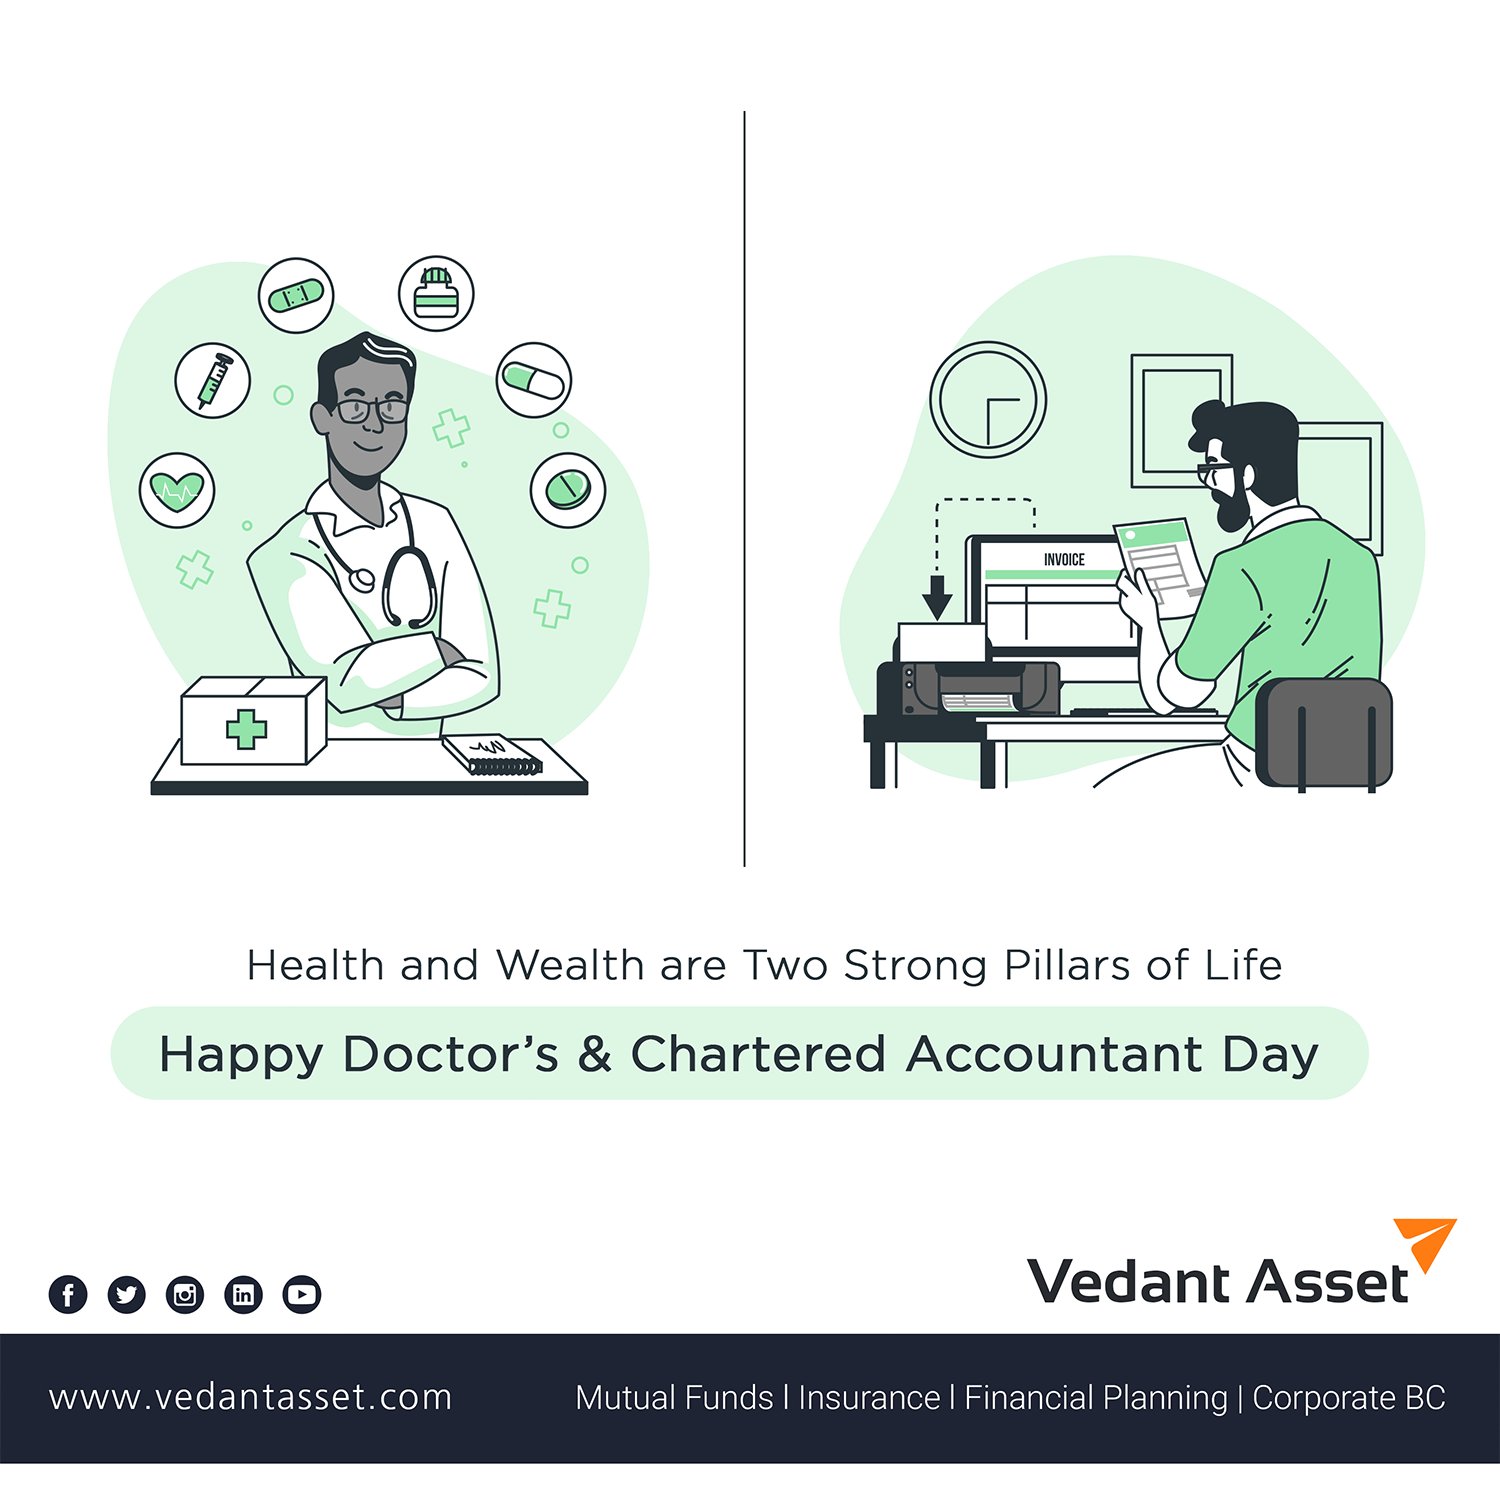 INVOICE
Health and Wealth are Two Strong Pillars of Life
Happy Doctor’s & Chartered Accountant Day
Vedant Asset
www.vedantasset.com
Mutual Funds l Insurance l Financial Planning | Corporate BC